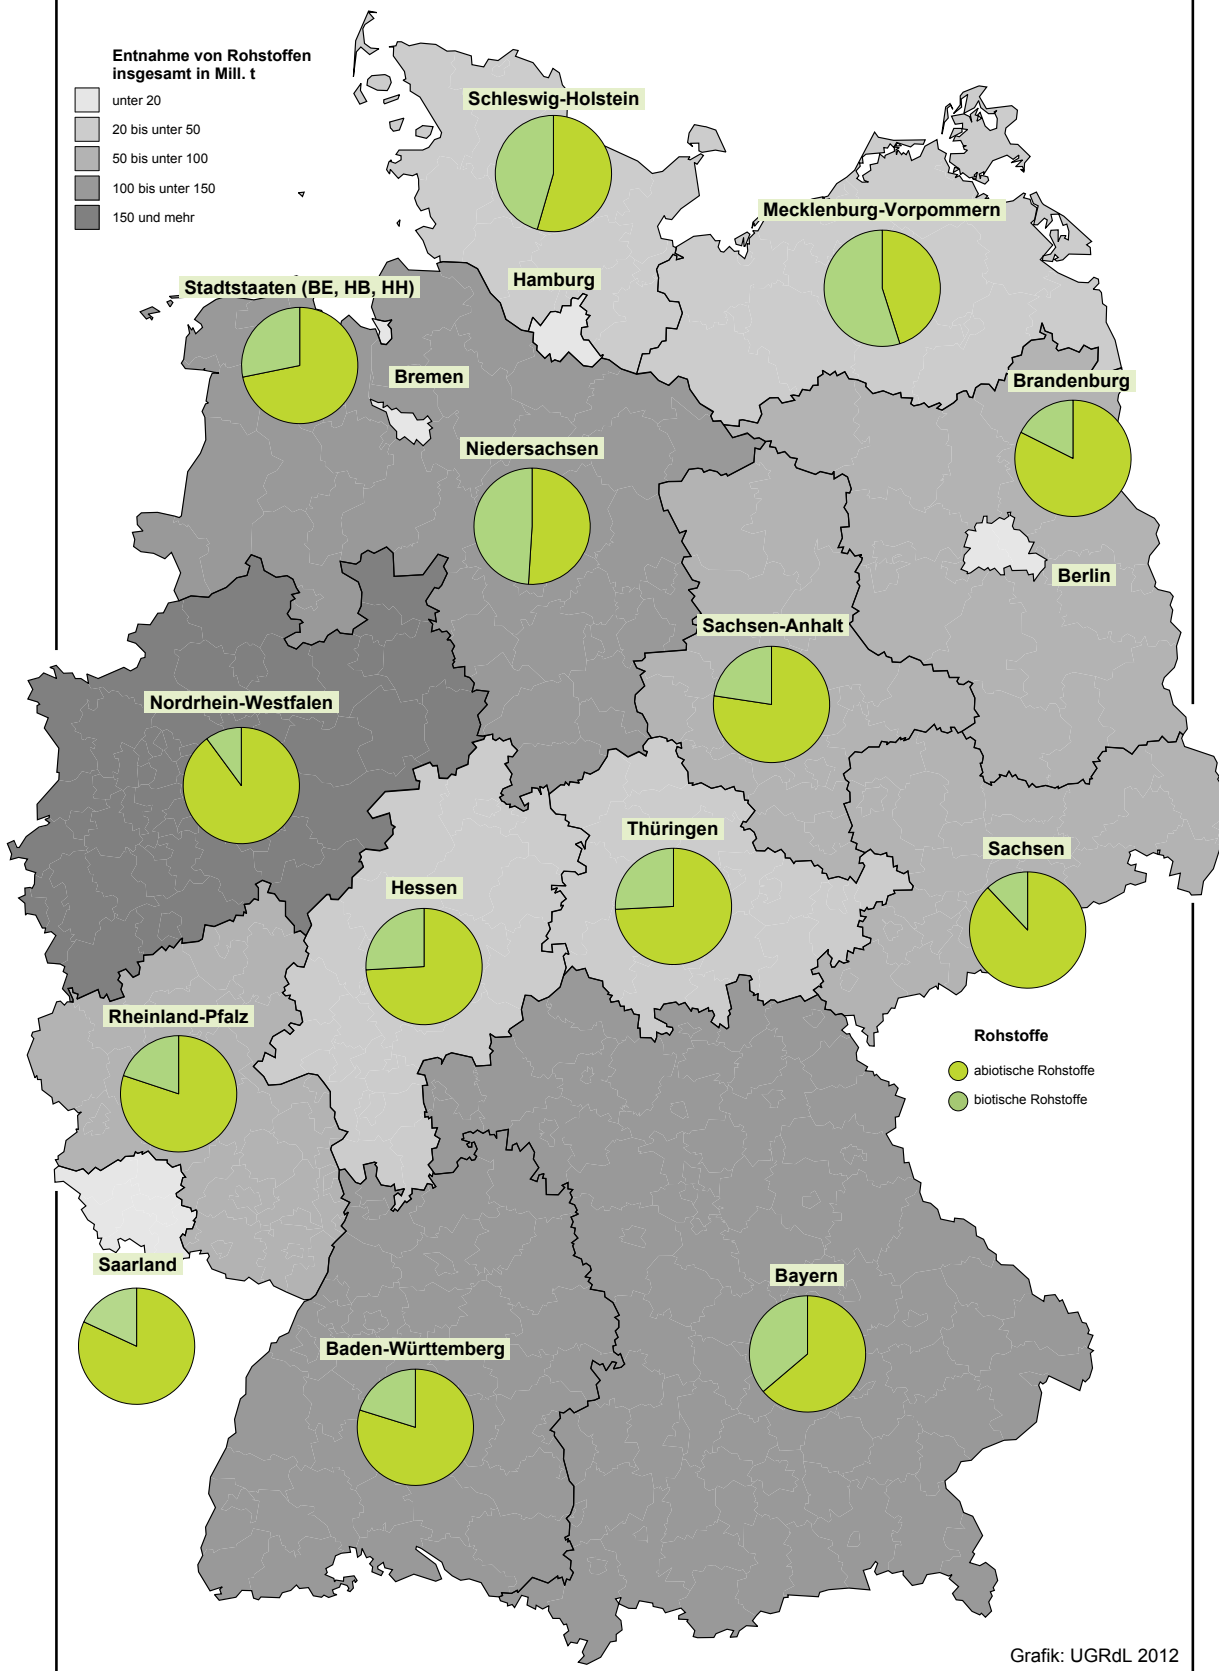 Entnahme von Rohstoffen
insgesamt in Mill. t
unter 20
20 bis unter 50
50 bis unter 100
100 bis unter 150
150 und mehr
Schleswig-Holstein
Mecklenburg-Vorpommern
Hamburg
Stadtstaaten (BE, HB, HH)
Bremen
Brandenburg
Niedersachsen
Berlin
Sachsen-Anhalt
Nordrhein-Westfalen
Thüringen
Sachsen
Hessen
Rheinland-Pfalz
Rohstoffe
abiotische Rohstoffe
biotische Rohstoffe
Saarland
Bayern
Baden-Württemberg
Grafik: UGRdL 2012